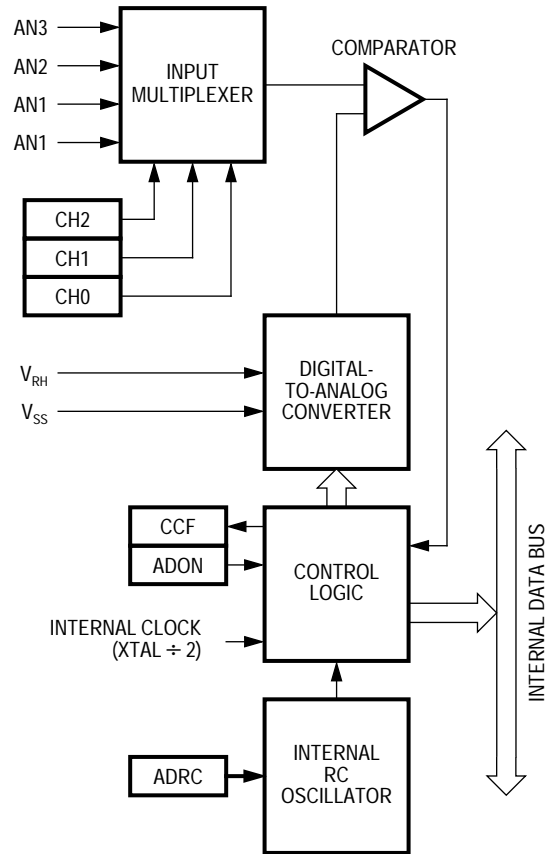 AN3
AN2
AN1
AN1
INPUT
MULTIPLEXER
COMPARATOR
CH2
CH1
CH0
V_RH
V_SS
DIGITAL-
TO-ANALOG
CONVERTER
CCF
ADON
INTERNAL CLOCK
(XTAL ÷ 2)
CONTROL
LOGIC
INTERNAL DATA BUS
ADRC
INTERNAL
RC
OSCILLATOR